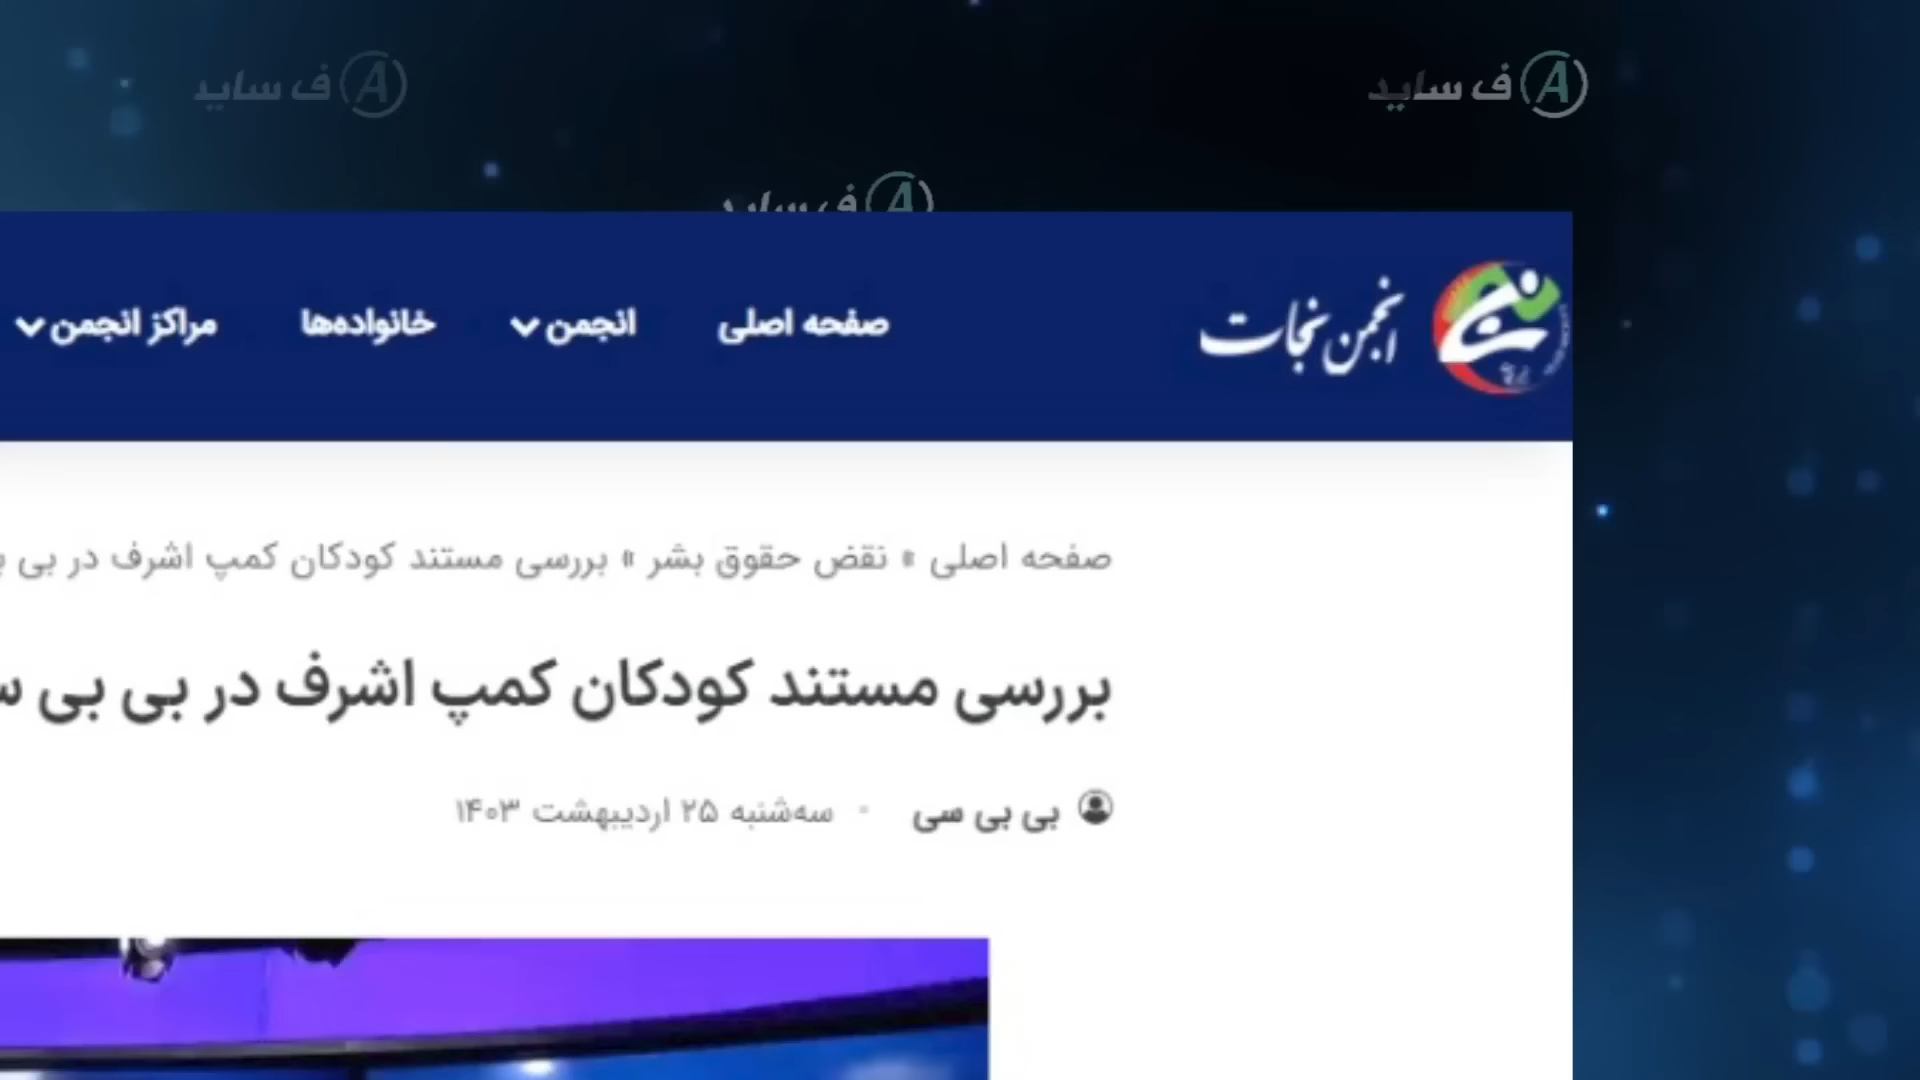 ف ساید
ف ساید
ف ساید
انجمن نجات
صفحه اصلی
انجمن
خانواده‌ها
مراکز انجمن
صفحه اصلی » نقض حقوق بشر » بررسی مستند کودکان کمپ اشرف در بی
بررسی مستند کودکان کمپ اشرف در بی بی
بی بی سی
سه‌شنبه ۲۵ اردیبهشت ۱۴۰۳